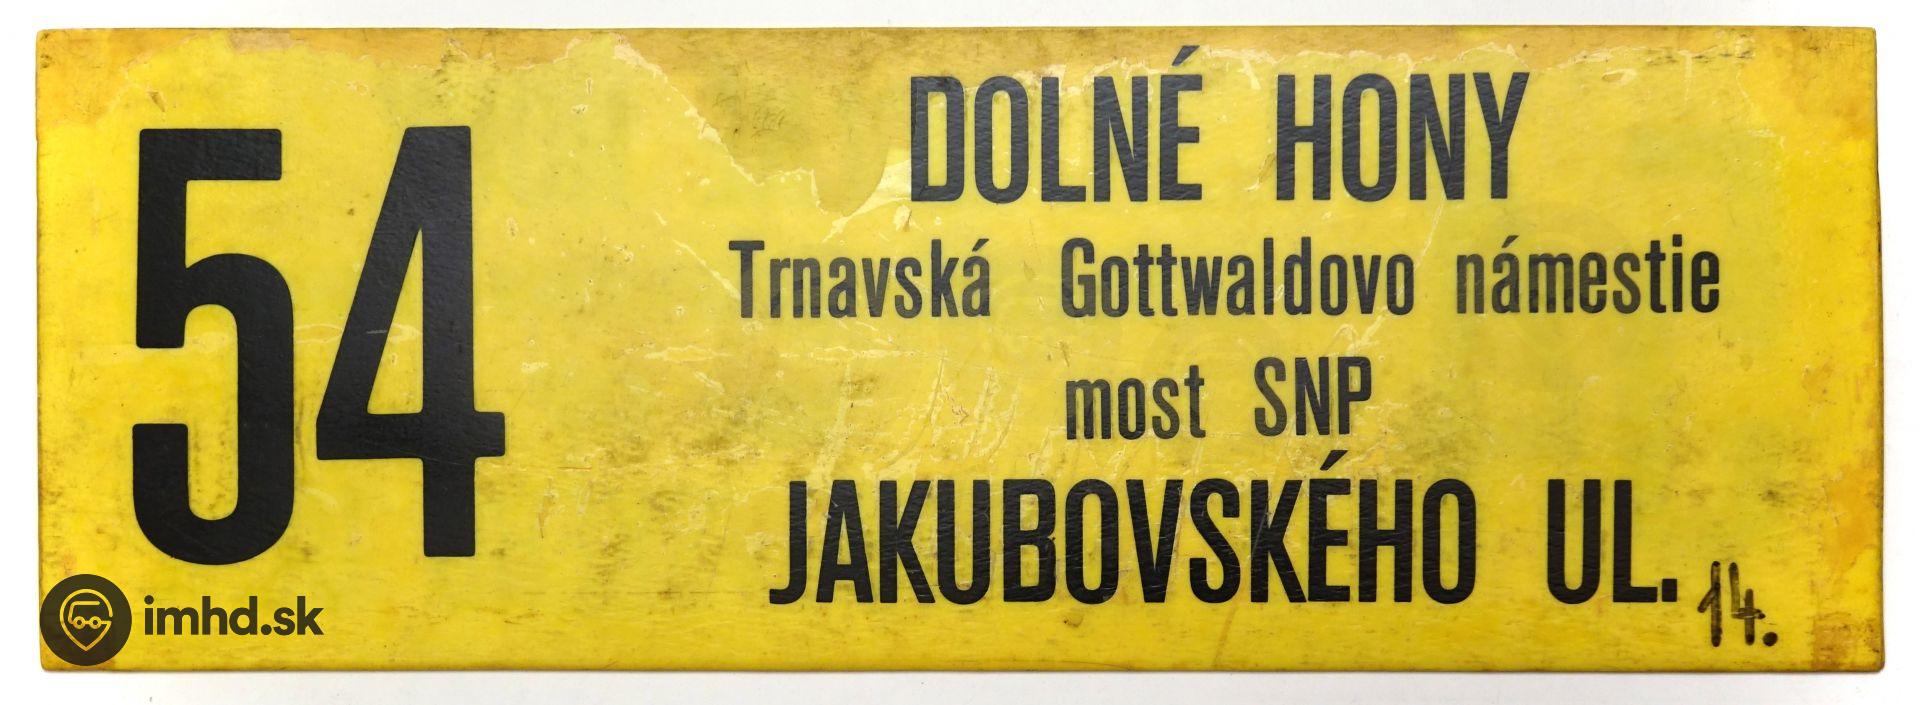 54
DOLNÉ HONY
Trnavská Gottwaldovo námestie
most SNP
JAKUBOVSKÉHO UL.
14.
imhd.sk